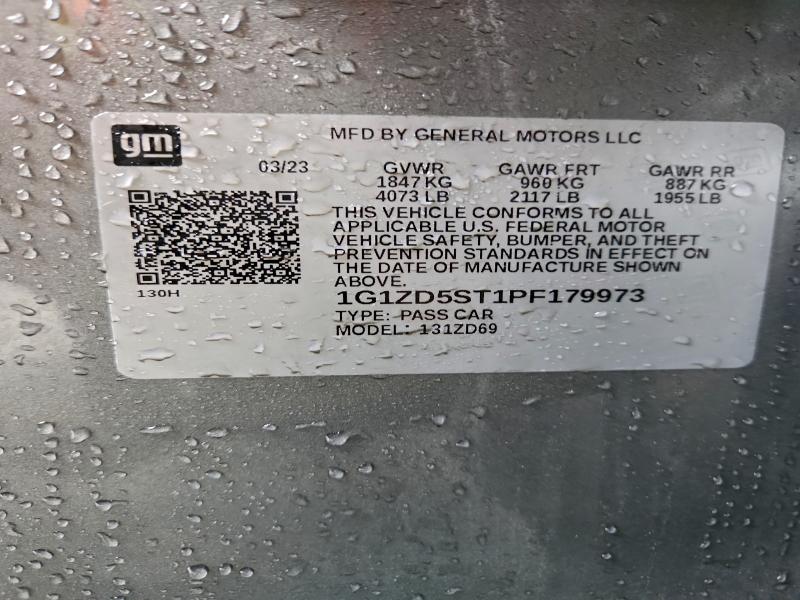 gm
MFD BY GENERAL MOTORS LLC
03/23 GVWR GAWR FRT GAWR RR
1847 KG 960 KG 887 KG
4073 LB 2117 LB 1955 LB
THIS VEHICLE CONFORMS TO ALL
APPLICABLE U.S. FEDERAL MOTOR
VEHICLE SAFETY, BUMPER, AND THEFT
PREVENTION STANDARDS IN EFFECT ON
THE DATE OF MANUFACTURE SHOWN
ABOVE.
130H
1G1ZD5ST1PF179973
TYPE: PASS CAR
MODEL: 131ZD69